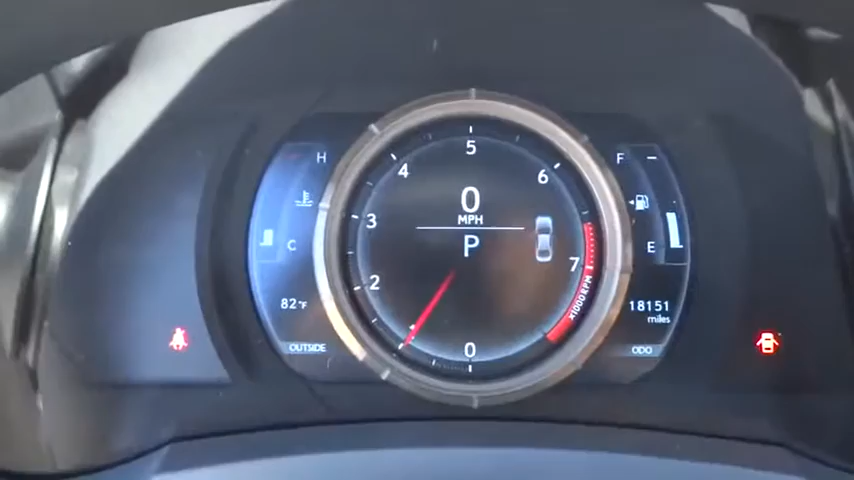 H
C
82°F
OUTSIDE
5
4
6
3
2
7
0
0
MPH
P
x1000RPM
F
E
18151
miles
ODO